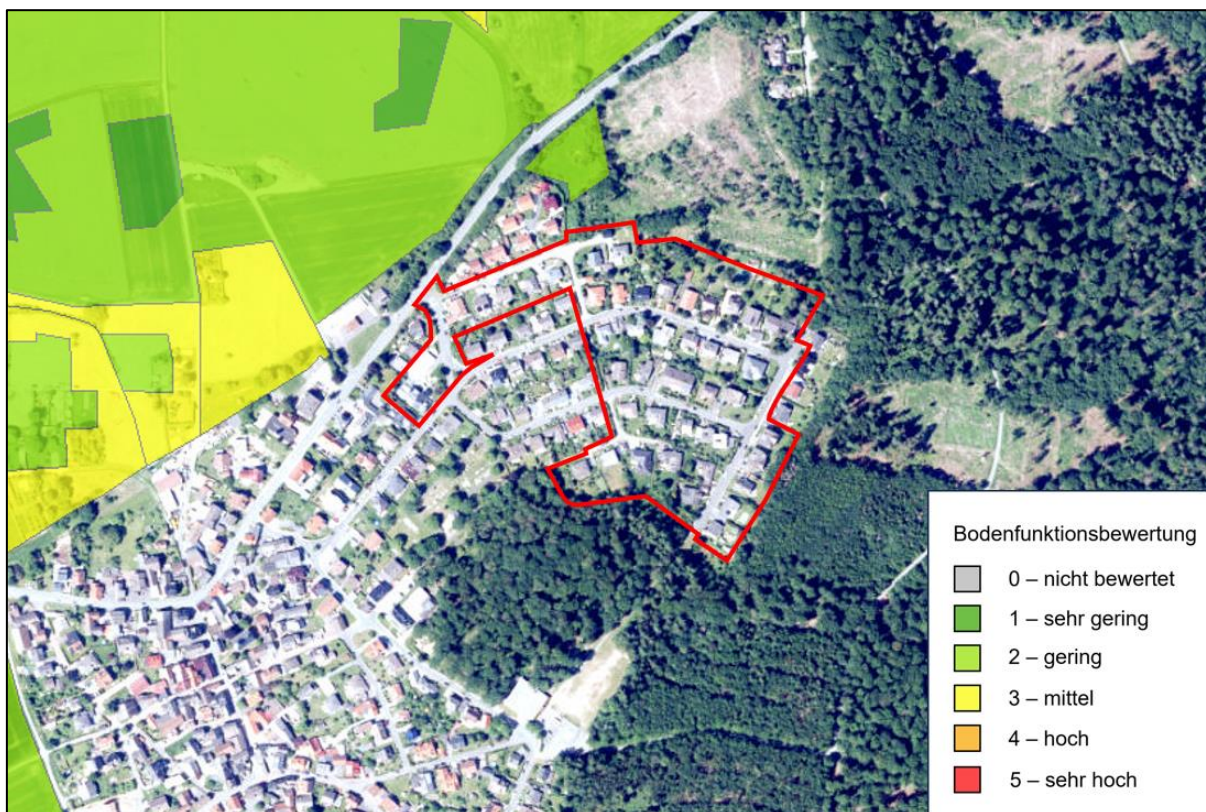 Bodenfunktionsbewertung
0 – nicht bewertet
1 – sehr gering
2 – gering
3 – mittel
4 – hoch
5 – sehr hoch